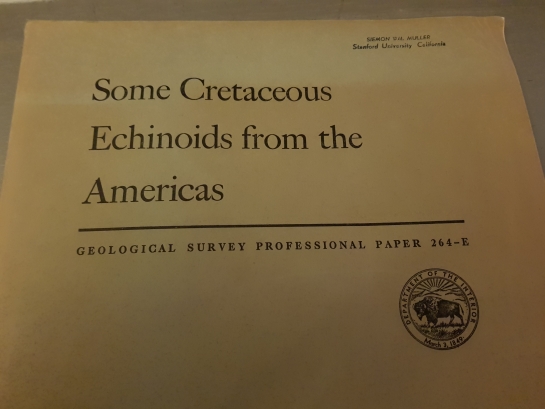 SIEMON WM. MULLER
Stanford University California
Some Cretaceous
Echinoids from the
Americas
GEOLOGICAL SURVEY PROFESSIONAL PAPER 264-E
DEPARTMENT OF THE INTERIOR
March 3, 1849